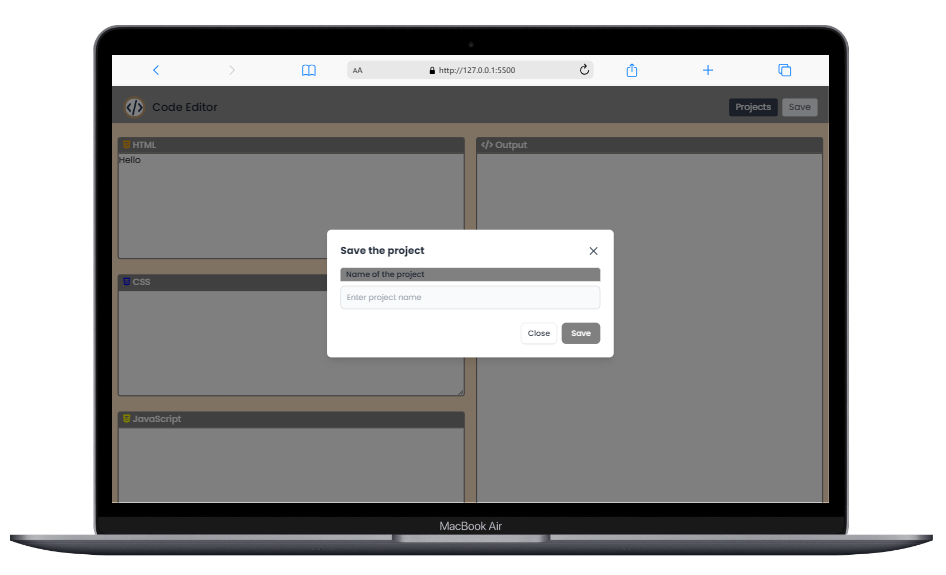 AA
http://127.0.0.1:5500
</> Code Editor
Projects
Save
HTML
Hello
</> Output
Save the project
Name of the project
Enter project name
Close
Save
CSS
JavaScript
MacBook Air